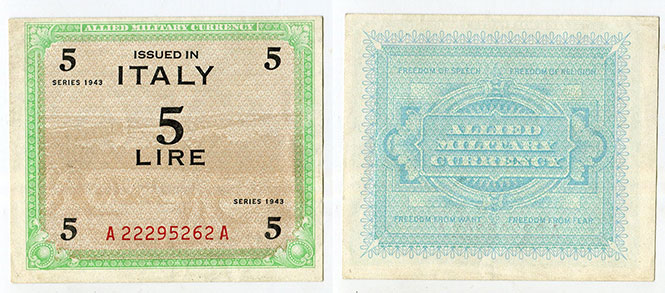 ALLIED MILITARY CURRENCY
5 ISSUED IN 5
SERIES 1943 ITALY
5
LIRE
SERIES 1943
5 A 22295262 A 5
FREEDOM OF SPEECH FREEDOM OF RELIGION
ALLIED
MILITARY
CURRENCY
FREEDOM FROM WANT FREEDOM FROM FEAR